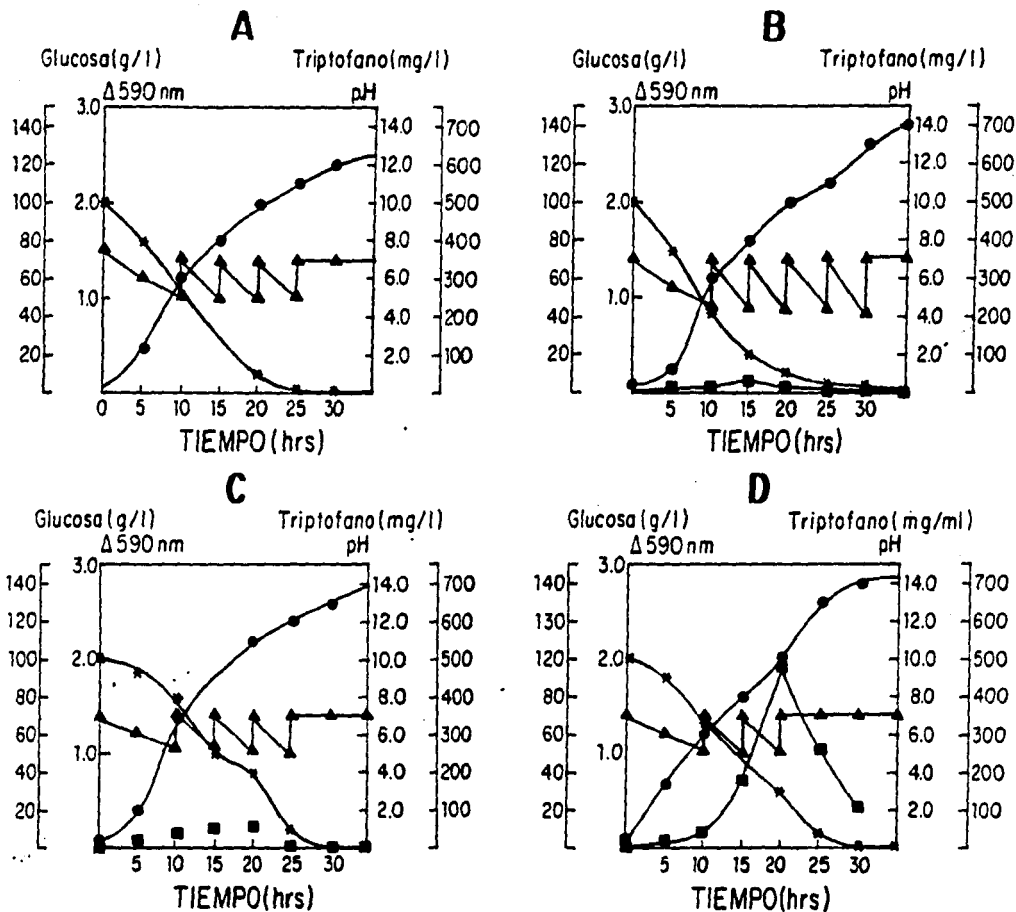 A
Glucosa(g/l) Triptofano(mg/l)
Δ590 nm pH
3.0
140 14.0 700
120 12.0 600
100 2.0 10.0 500
80 8.0 400
60 6.0 300
1.0
40 4.0 200
20 2.0 100
0 5 10 15 20 25 30
TIEMPO(hrs)
B
Glucosa(g/l) Triptofano(mg/l)
Δ590 nm pH
3.0
140 14.0 700
120 12.0 600
100 2.0 10.0 500
80 8.0 400
60 6.0 300
1.0
40 4.0 200
20 2.0 100
5 10 15 20 25 30
TIEMPO(hrs)
C
Glucosa(g/l) Triptofano(mg/l)
Δ590nm pH
3.0
140 14.0 700
120 12.0 600
100 2.0 10.0 500
80 8.0 400
60 6.0 300
1.0
40 4.0 200
20 2.0 100
5 10 15 20 25 30
TIEMPO(hrs)
D
Glucosa(g/l) Triptofano(mg/ml)
Δ590nm pH
3.0
140 14.0 700
120 12.0 600
120 2.0 10.0 500
80 8.0 400
60 6.0 300
1.0
40 4.0 200
20 2.0 100
5 10 15 20 25 30
TIEMPO(hrs)